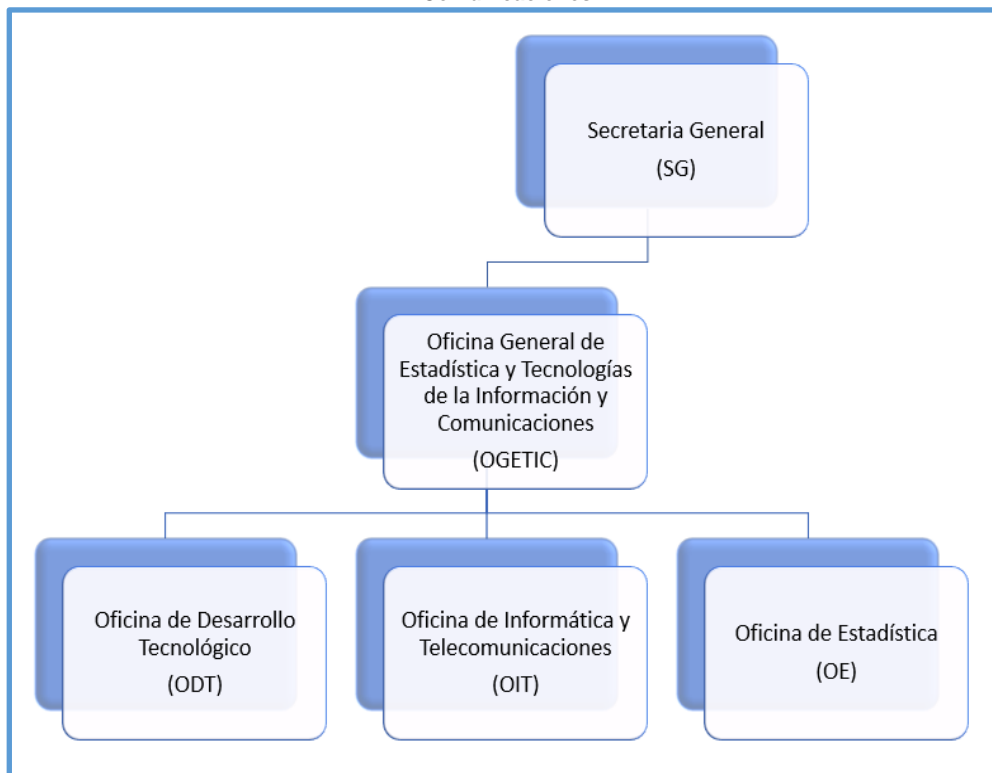 Secretaria General
(SG)
Oficina General de
Estadística y Tecnologías
de la Información y
Comunicaciones
(OGETIC)
Oficina de Desarrollo
Tecnológico
(ODT)
Oficina de Informática y
Telecomunicaciones
(OIT)
Oficina de Estadística
(OE)